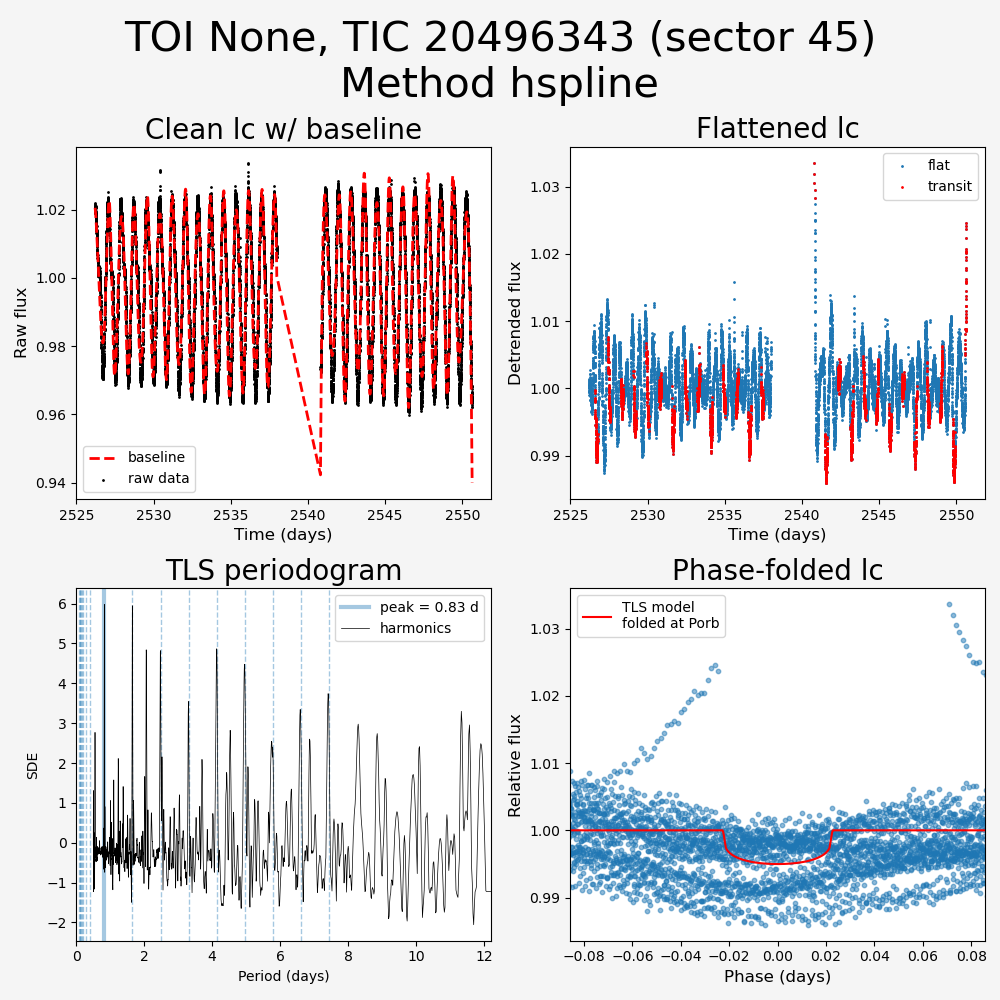 TOI None, TIC 20496343 (sector 45)
Method hspline
Clean lc w/ baseline
Raw flux
1.02
1.00
0.98
0.96
0.94
baseline
raw data
2525 2530 2535 2540 2545 2550
Time (days)
Flattened lc
Detrended flux
1.03
1.02
1.01
1.00
0.99
flat
transit
2525 2530 2535 2540 2545 2550
Time (days)
TLS periodogram
SDE
6
5
4
3
2
1
0
−1
−2
peak = 0.83 d
harmonics
0 2 4 6 8 10 12
Period (days)
Phase-folded lc
Relative flux
1.03
1.02
1.01
1.00
0.99
TLS model
folded at Porb
−0.08 −0.06 −0.04 −0.02 0.00 0.02 0.04 0.06 0.08
Phase (days)